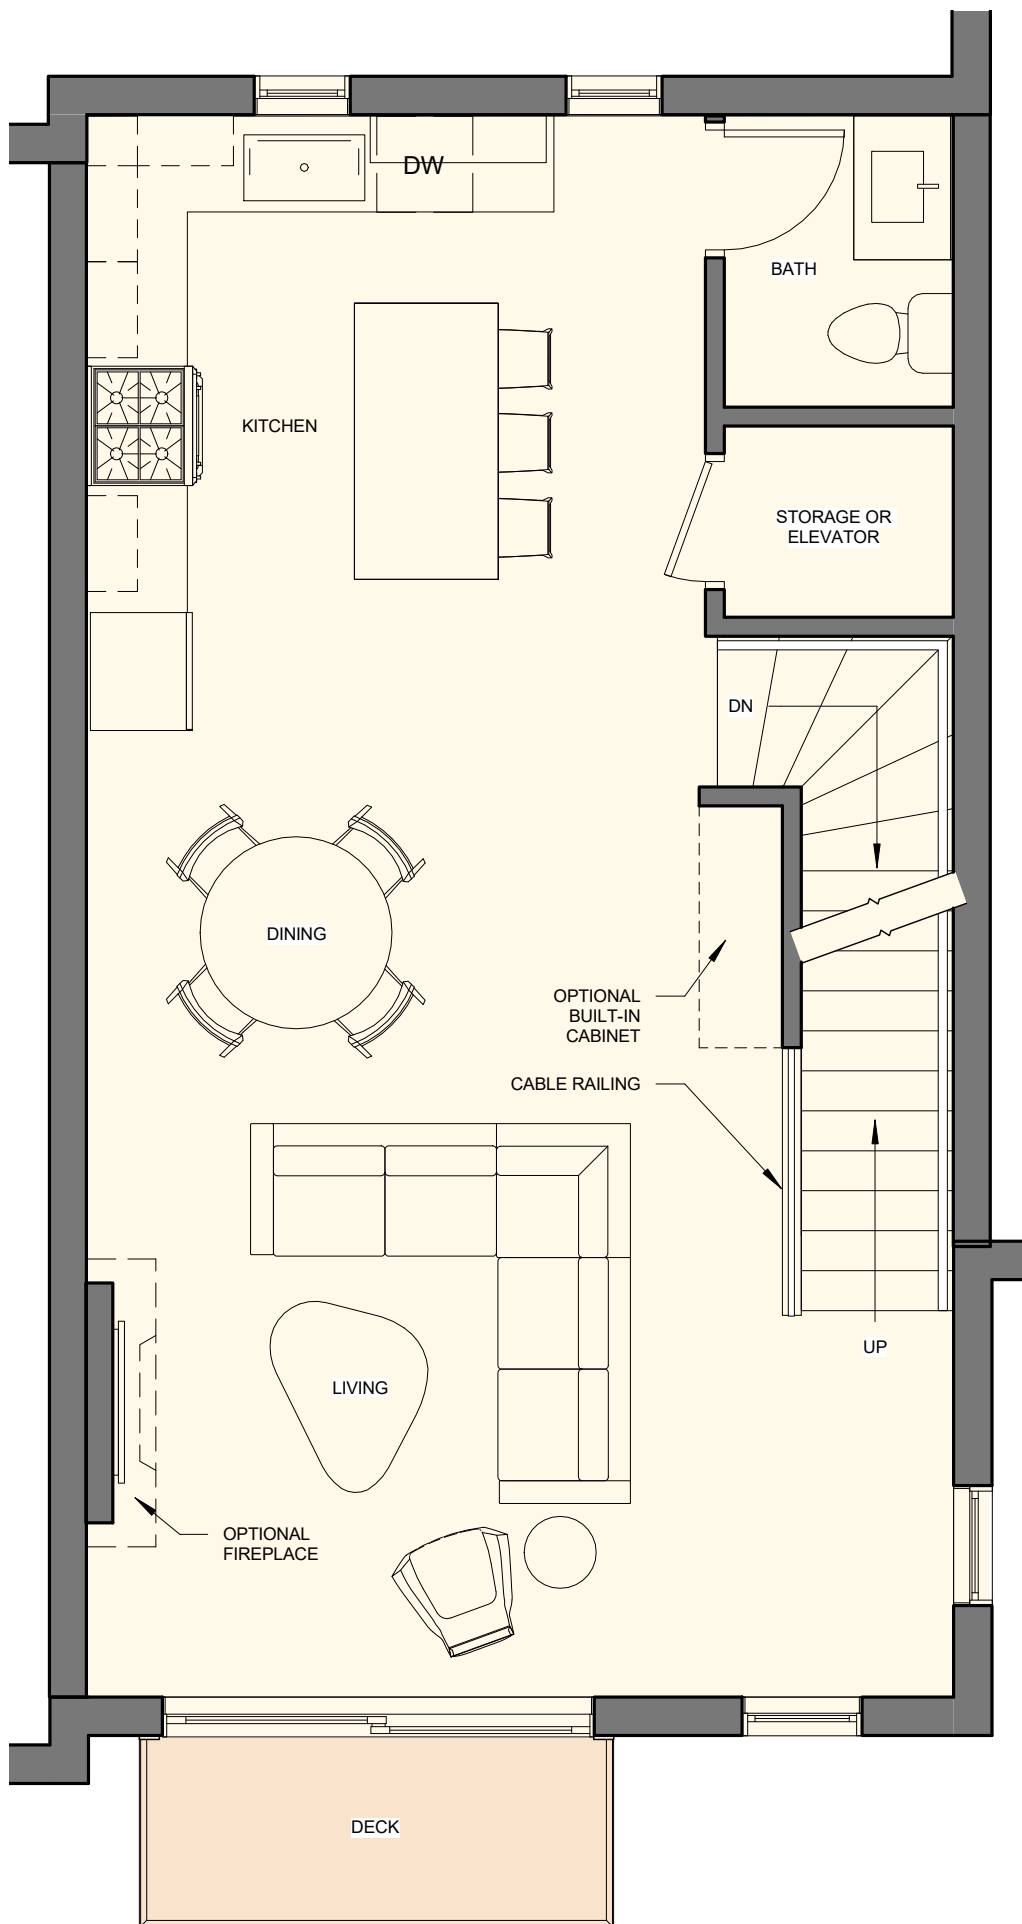 DW
BATH
KITCHEN
STORAGE OR
ELEVATOR
DN
DINING
OPTIONAL
BUILT-IN
CABINET
CABLE RAILING
UP
LIVING
OPTIONAL
FIREPLACE
DECK